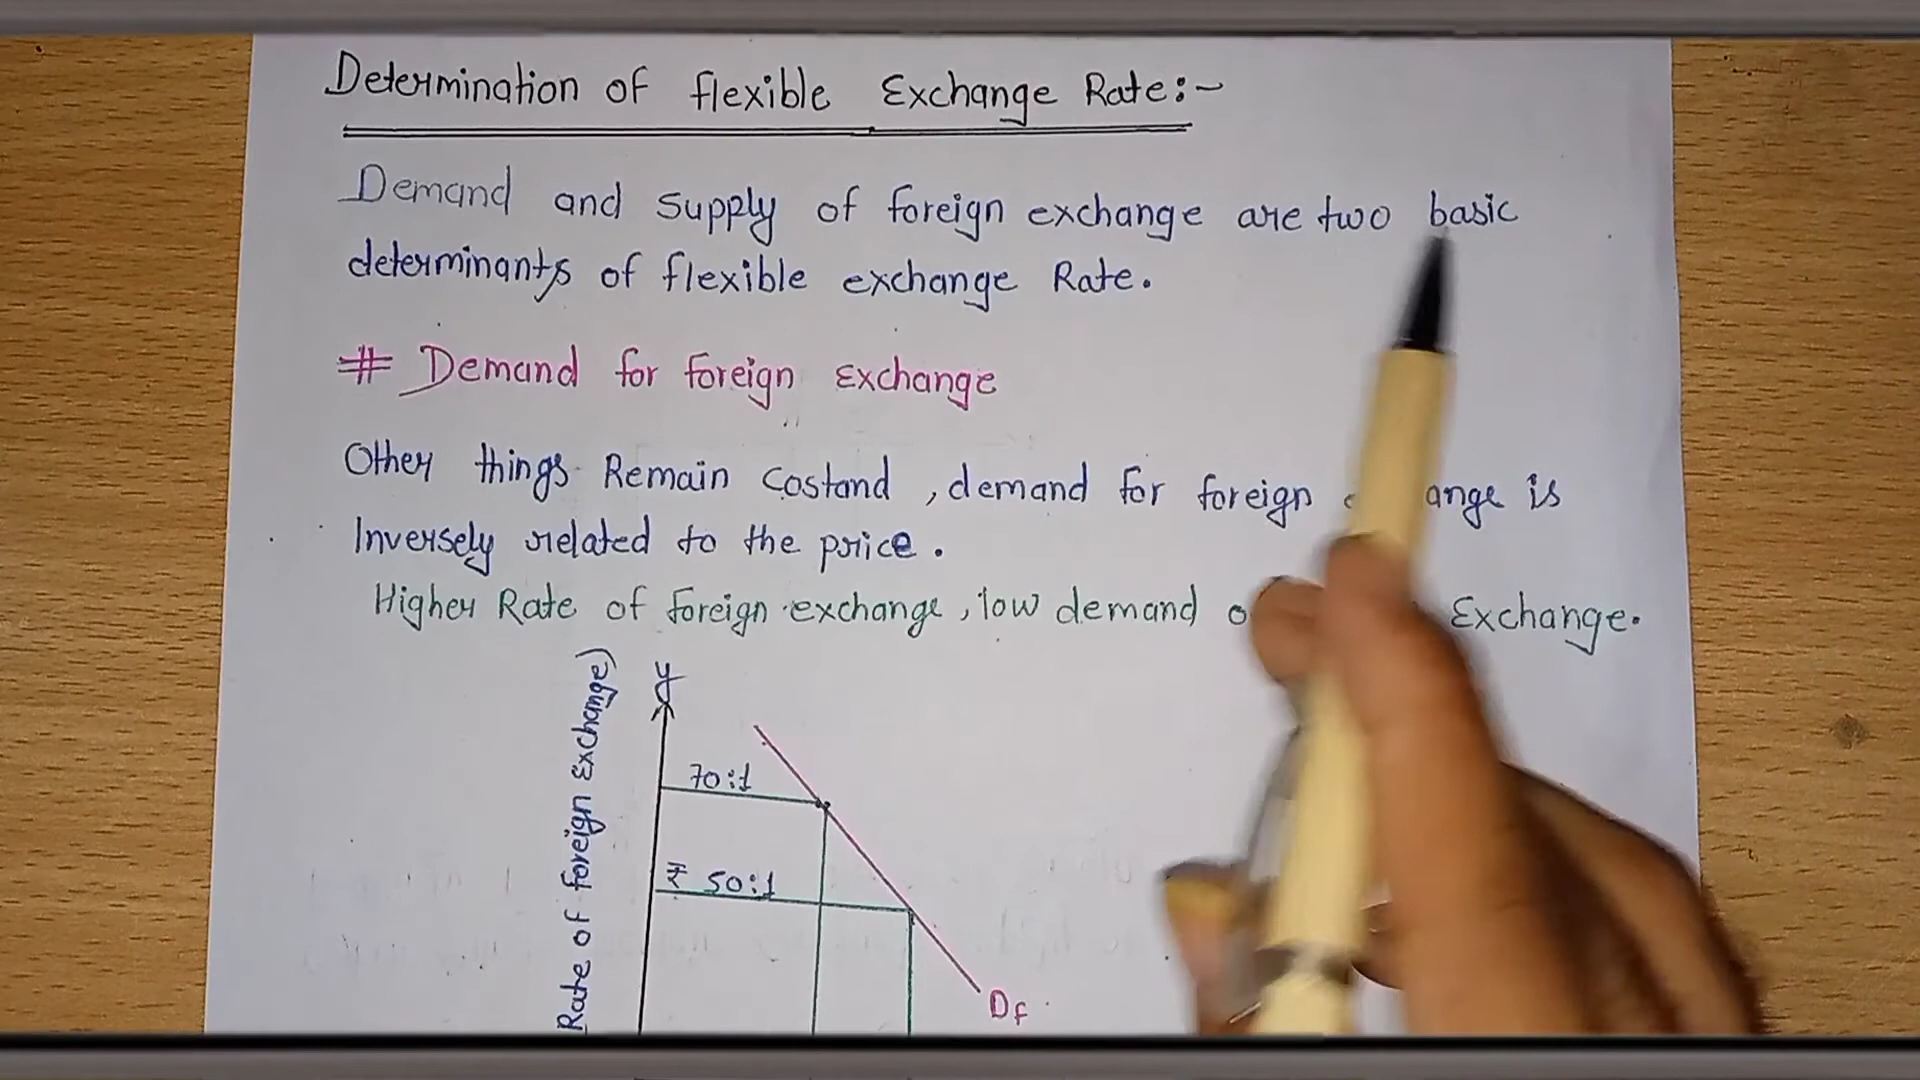 Determination of flexible Exchange Rate:-
Demand and supply of foreign exchange are two basic
determinants of flexible exchange Rate.
# Demand for foreign exchange
Other things Remain Costand, demand for foreign ange is
Inversely related to the price.
Higher Rate of foreign exchange, low demand Exchange.
Rate of foreign exchange)
y
70:1
₹ 50:1
Df